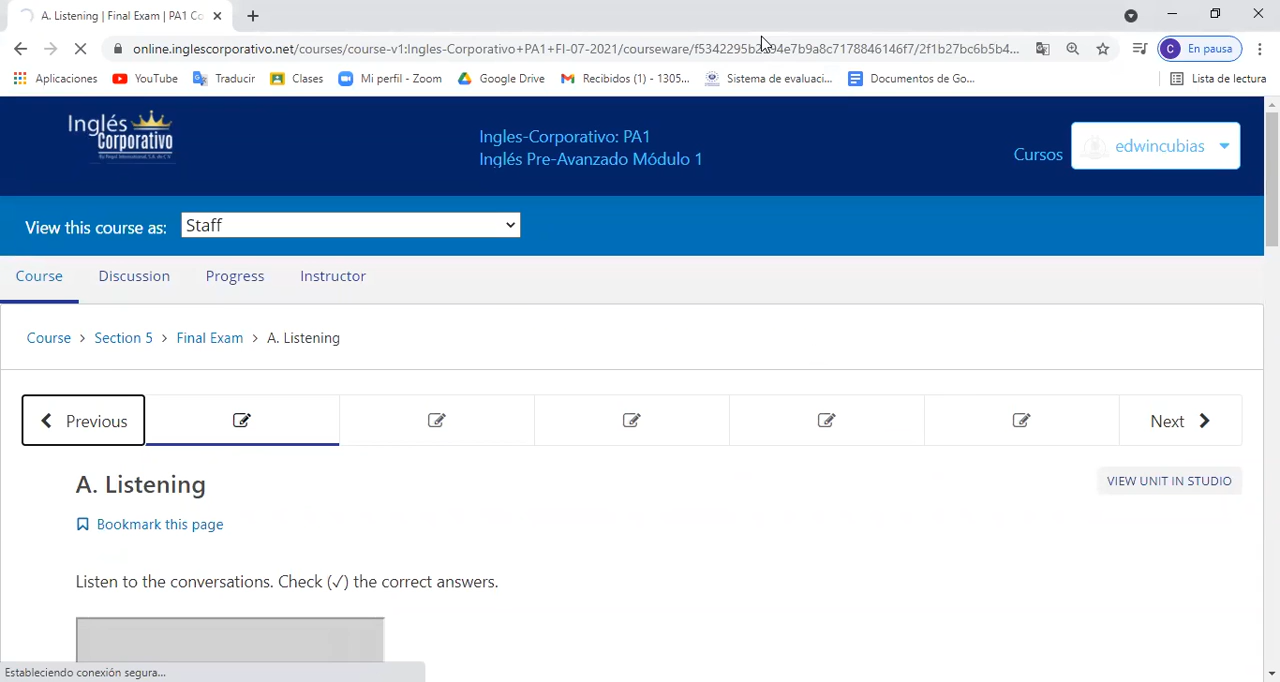 A. Listening | Final Exam | PA1 Co
online.inglescorporativo.net/courses/course-v1:Ingles-Corporativo+PA1+FI-07-2021/courseware/
Aplicaciones YouTube Traducir Clases Mi perfil - Zoom Google Drive Recibidos (1) - 1305... Sistema de evaluaci... Documentos de Go... Lista de lectura
C En pausa
Inglés
Corporativo
Ingles-Corporativo: PA1
Inglés Pre-Avanzado Módulo 1
Cursos
edwincubias
View this course as: Staff
Course Discussion Progress Instructor
Course > Section 5 > Final Exam > A. Listening
Previous
Next
A. Listening
VIEW UNIT IN STUDIO
Bookmark this page
Listen to the conversations. Check (✓) the correct answers.
Estableciendo conexión segura...